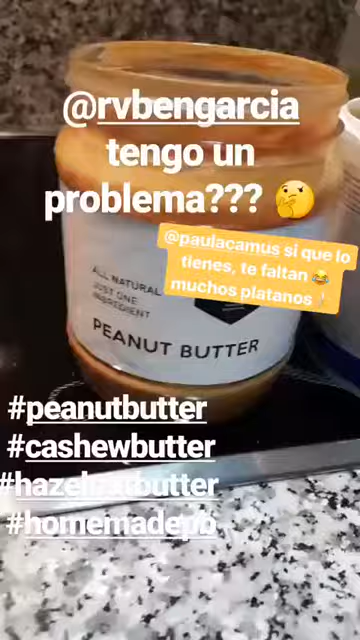 @rvbengarcia
tengo un
problema??? 🤔
@paulacamus si que lo
tienes, te faltan 😂
muchos platanos
ALL NATURAL
JUST ONE
INGREDIENT
PEANUT BUTTER
#peanutbutter
#cashewbutter
#hazelnutbutter
#homemadepb